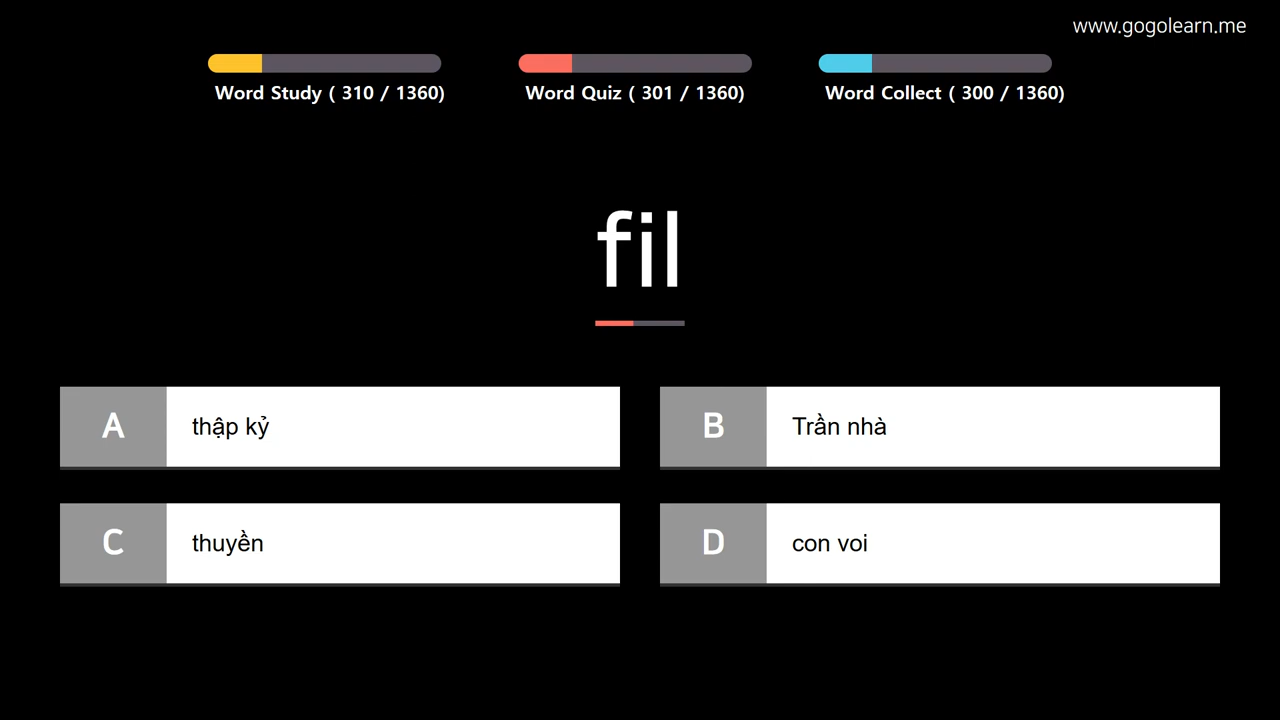 www.gogolearn.me
Word Study ( 310 / 1360)
Word Quiz ( 301 / 1360)
Word Collect ( 300 / 1360)
fil
A thập kỷ
B Trần nhà
C thuyền
D con voi